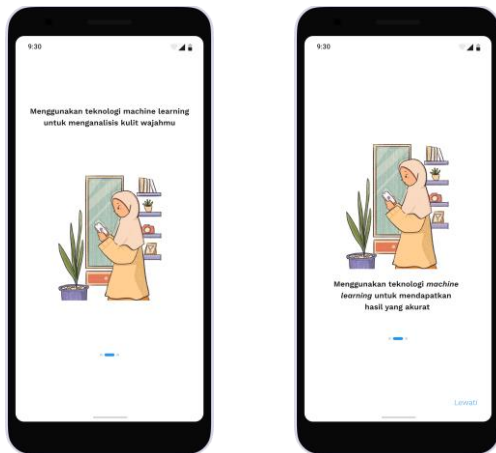 9:30
Menggunakan teknologi machine learning
untuk menganalisis kulit wajahmu
9:30
Menggunakan teknologi machine
learning untuk mendapatkan
hasil yang akurat
Lewati